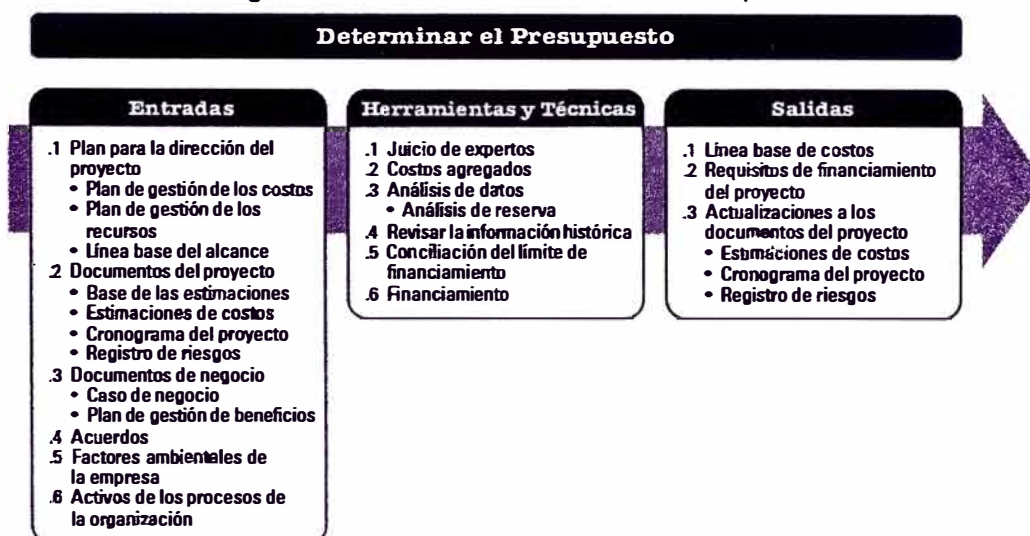 Determinar el Presupuesto
Entradas
.1 Plan para la dirección del
proyecto
• Plan de gestión de los costos
• Plan de gestión de los
recursos
• Línea base del alcance
.2 Documentos del proyecto
• Base de las estimaciones
• Estimaciones de costos
• Cronograma del proyecto
• Registro de riesgos
.3 Documentos de negocio
• Caso de negocio
• Plan de gestión de beneficios
.4 Acuerdos
.5 Factores ambientales de
la empresa
.6 Activos de los procesos de
la organización
Herramientas y Técnicas
.1 Juicio de expertos
.2 Costos agregados
.3 Análisis de datos
• Análisis de reserva
.4 Revisar la información histórica
.5 Conciliación del límite de
financiamiento
.6 Financiamiento
Salidas
.1 Línea base de costos
.2 Requisitos de financiamiento
del proyecto
.3 Actualizaciones a los
documentos del proyecto
• Estimaciones de costos
• Cronograma del proyecto
• Registro de riesgos